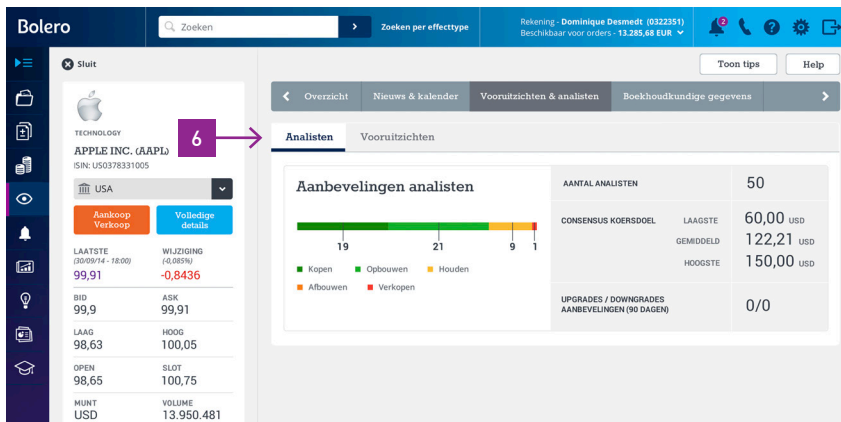 Bolero
Zoeken
Zoeken per effecttype
Rekening - Dominique Desmedt (0322351)
Beschikbaar voor orders - 13.285,68 EUR
2
Sluit
Toon tips
Help
TECHNOLOGY
APPLE INC. (AAPL)
ISIN: US0378331005
USA
Aankoop
Verkoop
Volledige
details
LAATSTE
(30/09/14 - 18:00)
99,91
WIJZIGING
(-0,085%)
-0,8436
BID
99,9
ASK
99,91
LAAG
98,63
HOOG
100,05
OPEN
98,65
SLOT
100,75
MUNT
USD
VOLUME
13.950.481
6
Overzicht
Nieuws & kalender
Vooruitzichten & analisten
Boekhoudkundige gegevens
Analisten
Vooruitzichten
Aanbevelingen analisten
19 21 9 1
Kopen Opbouwen Houden
Afbouwen Verkopen
AANTAL ANALISTEN 50
CONSENSUS KOERSDOEL LAAGSTE 60,00 USD
GEMIDDELD 122,21 USD
HOOGSTE 150,00 USD
UPGRADES / DOWNGRADES
AANBEVELINGEN (90 DAGEN)
0/0